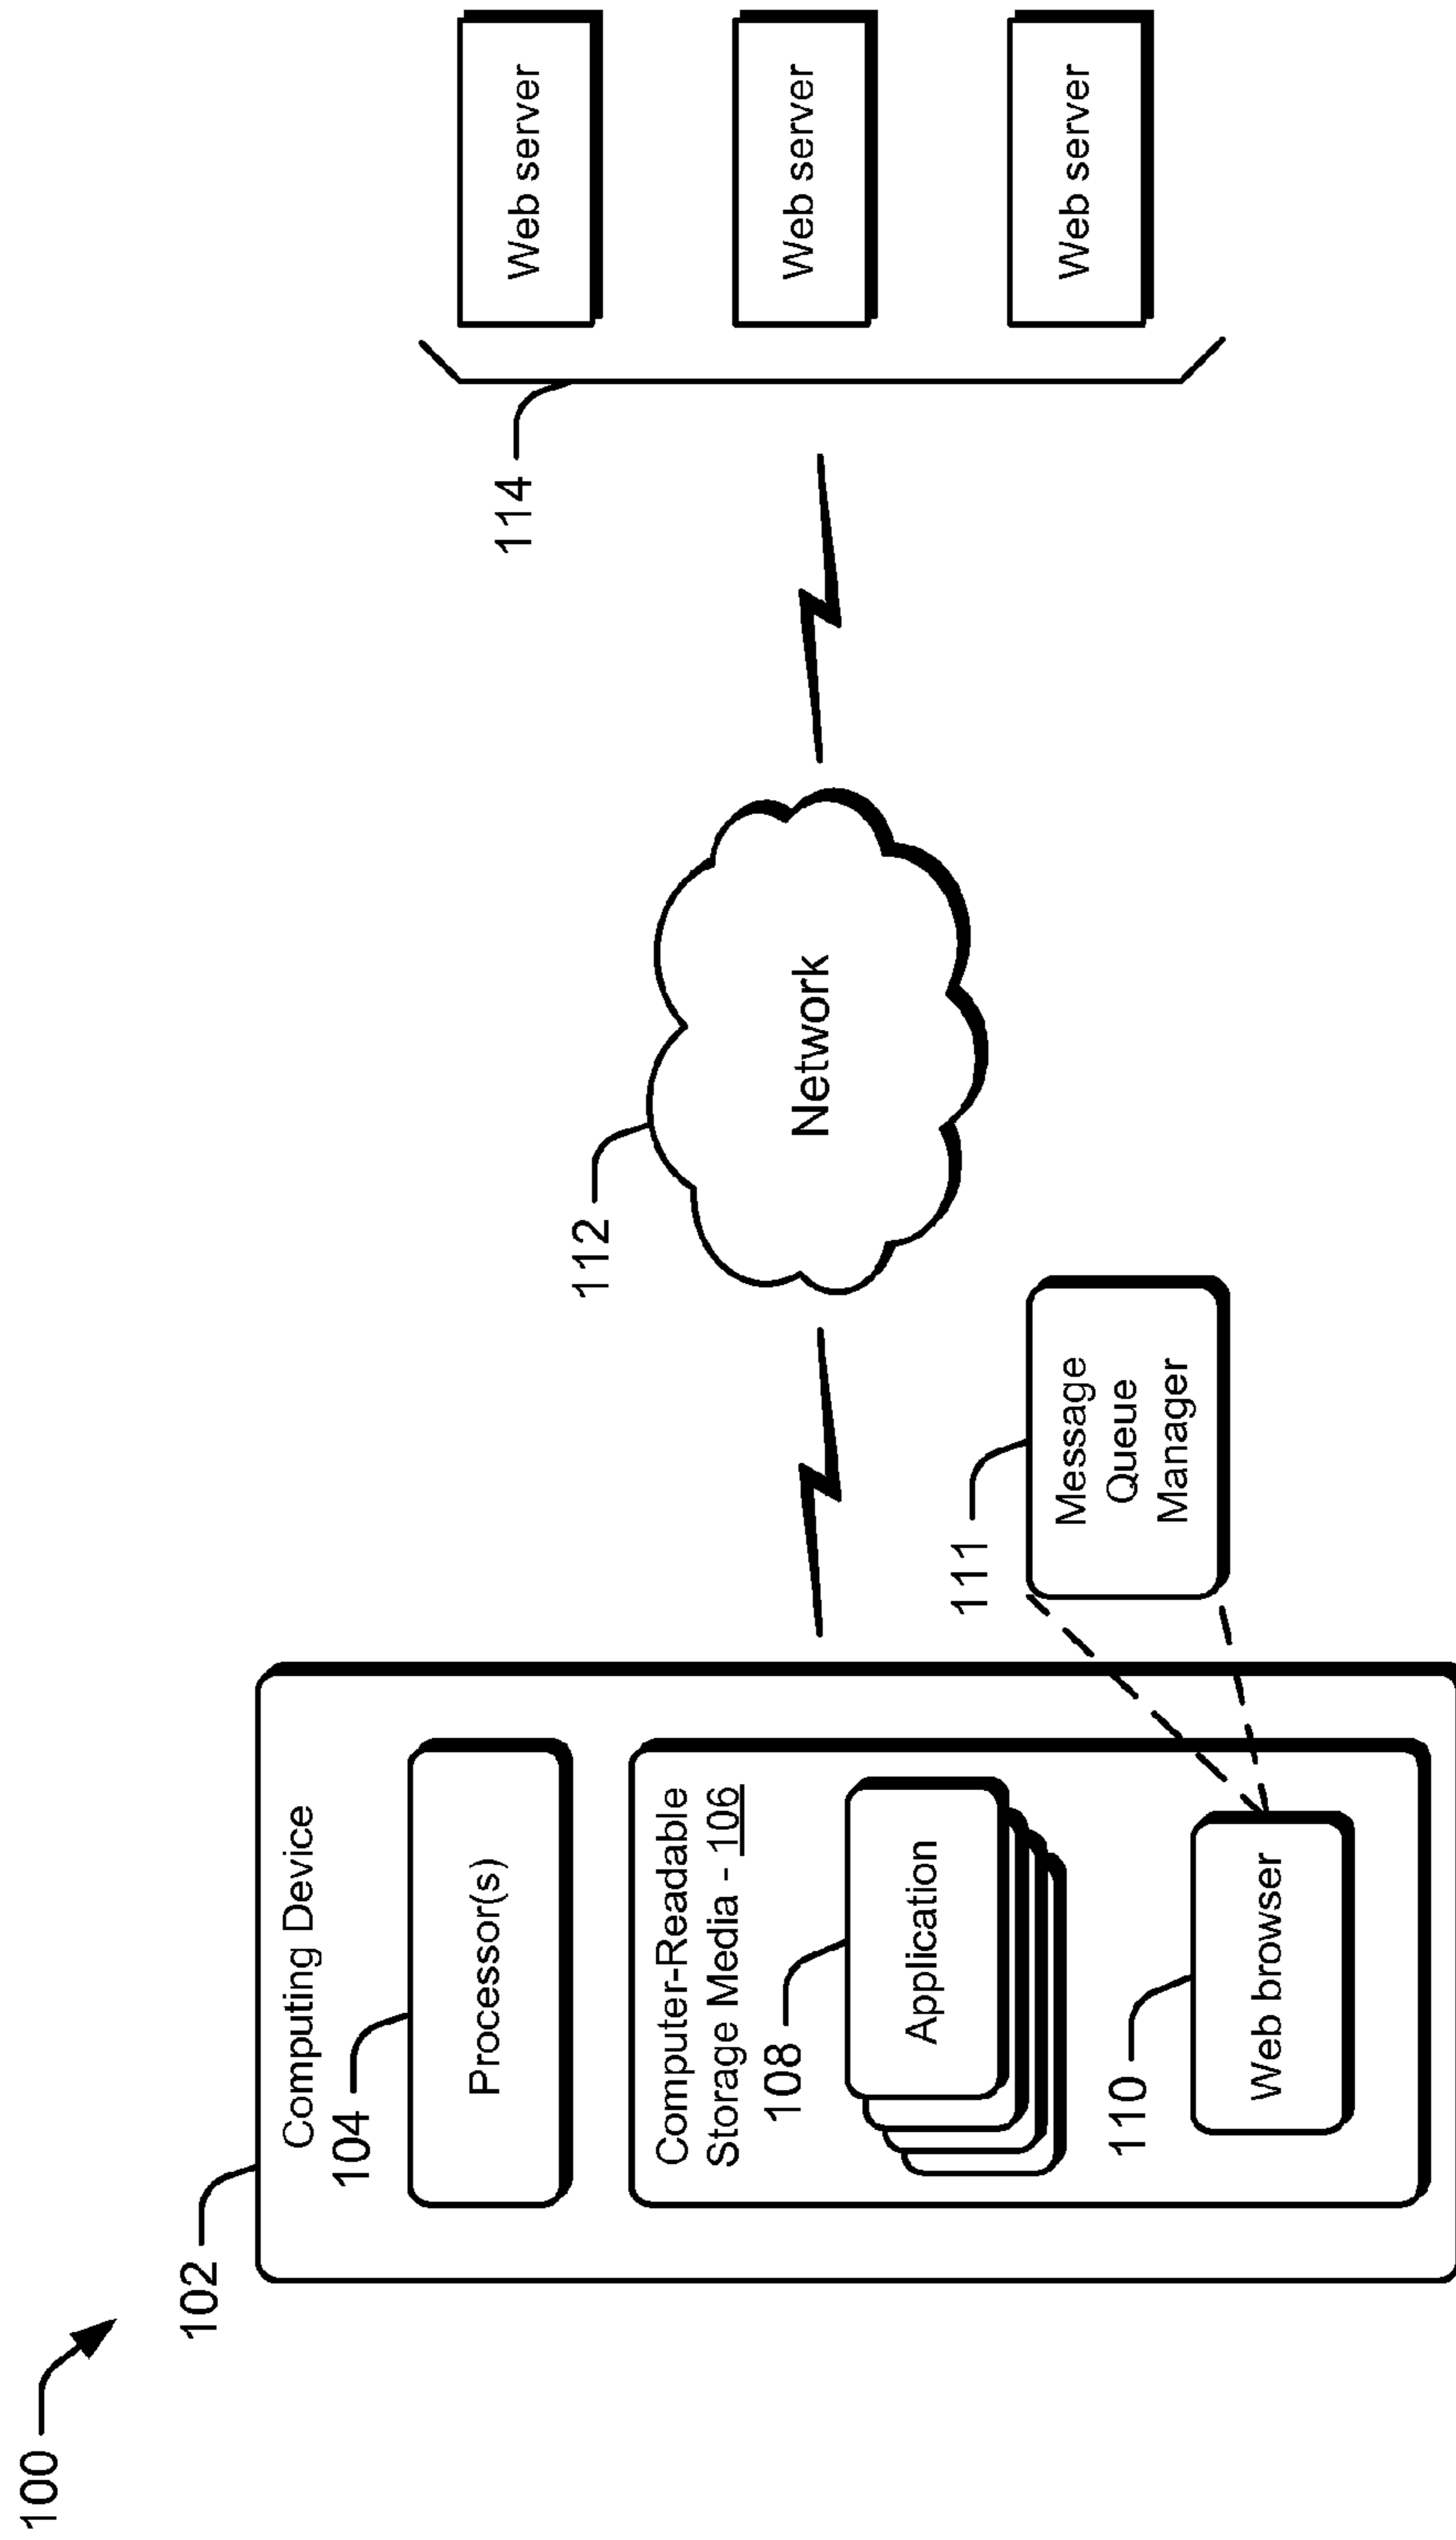 100
102
Computing Device
104
Processor(s)
Computer-Readable
Storage Media - 106
108
Application
110
Web browser
111
Message
Queue
Manager
112
Network
114
Web server
Web server
Web server